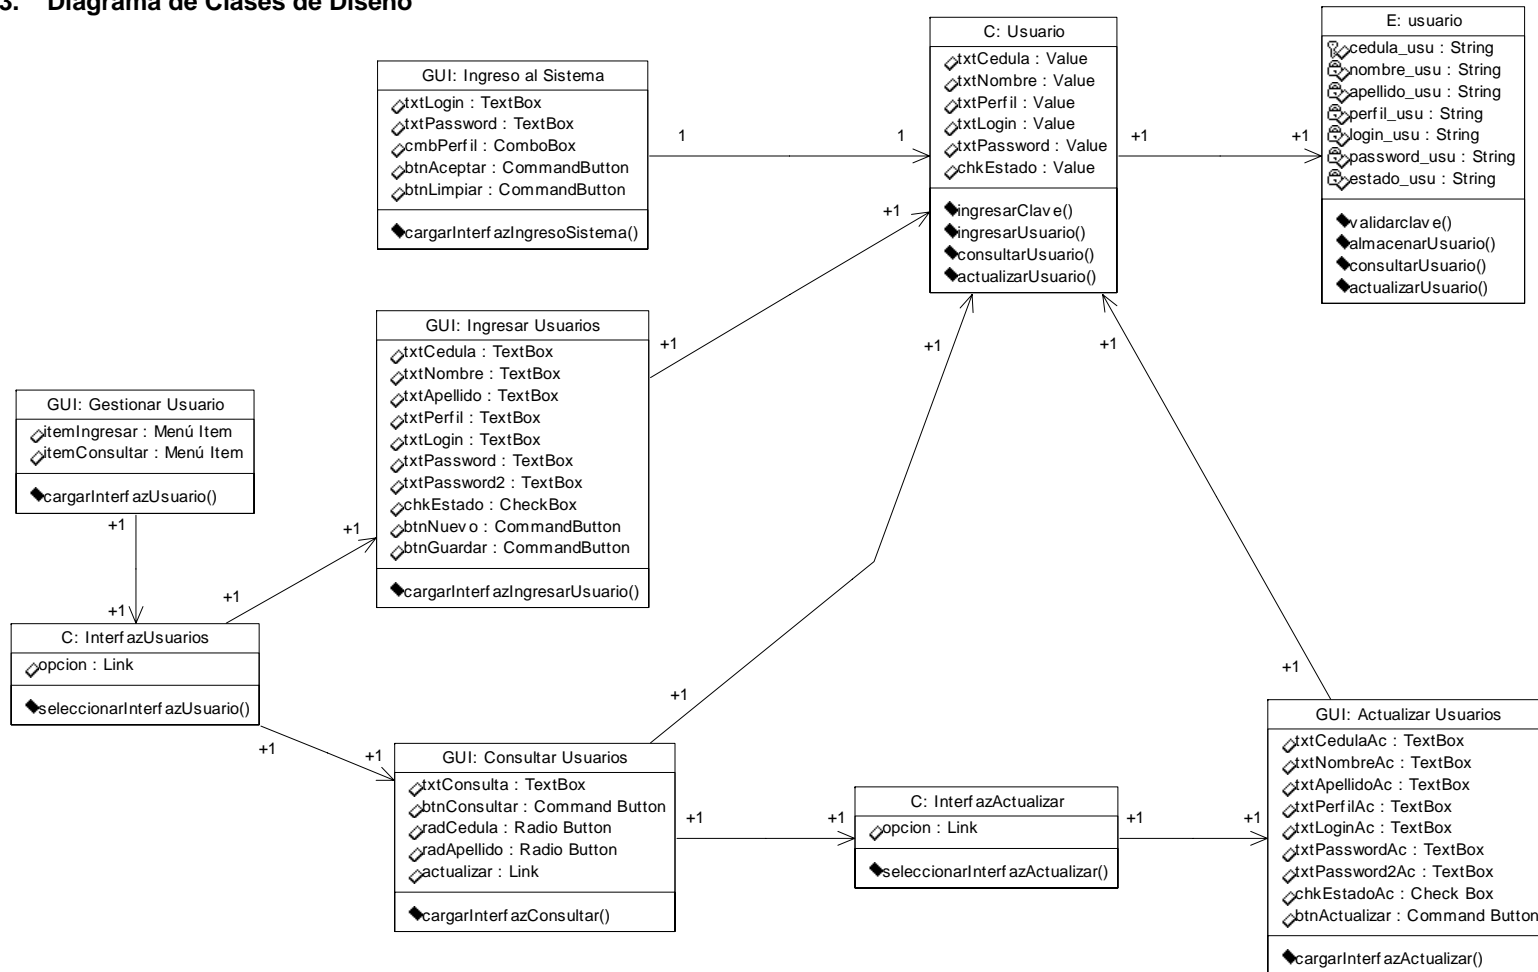 3. Diagrama de Clases de Diseño
GUI: Ingreso al Sistema
txtLogin : TextBox
txtPassword : TextBox
cmbPerfil : ComboBox
btnAceptar : CommandButton
btnLimpiar : CommandButton
cargarInterfazIngresoSistema()
1
1
C: Usuario
txtCedula : Value
txtNombre : Value
txtPerfil : Value
txtLogin : Value
txtPassword : Value
chkEstado : Value
ingresarClave()
ingresarUsuario()
consultarUsuario()
actualizarUsuario()
+1
+1
E: usuario
cedula_usu : String
nombre_usu : String
apellido_usu : String
perfil_usu : String
login_usu : String
password_usu : String
estado_usu : String
validarclave()
almacenarUsuario()
consultarUsuario()
actualizarUsuario()
GUI: Ingresar Usuarios
txtCedula : TextBox
txtNombre : TextBox
txtApellido : TextBox
txtPerfil : TextBox
txtLogin : TextBox
txtPassword : TextBox
txtPassword2 : TextBox
chkEstado : CheckBox
btnNuevo : CommandButton
btnGuardar : CommandButton
cargarInterfazIngresarUsuario()
+1
+1
+1
+1
GUI: Gestionar Usuario
itemIngresar : Menú Item
itemConsultar : Menú Item
cargarInterfazUsuario()
+1
+1
+1
+1
C: InterfazUsuarios
opcion : Link
seleccionarInterfazUsuario()
+1
+1
+1
+1
GUI: Consultar Usuarios
txtConsulta : TextBox
btnConsultar : Command Button
radCedula : Radio Button
radApellido : Radio Button
actualizar : Link
cargarInterfazConsultar()
+1
+1
C: InterfazActualizar
opcion : Link
seleccionarInterfazActualizar()
+1
+1
GUI: Actualizar Usuarios
txtCedulaAc : TextBox
txtNombreAc : TextBox
txtApellidoAc : TextBox
txtPerfilAc : TextBox
txtLoginAc : TextBox
txtPasswordAc : TextBox
txtPassword2Ac : TextBox
chkEstadoAc : Check Box
btnActualizar : Command Button
cargarInterfazActualizar()